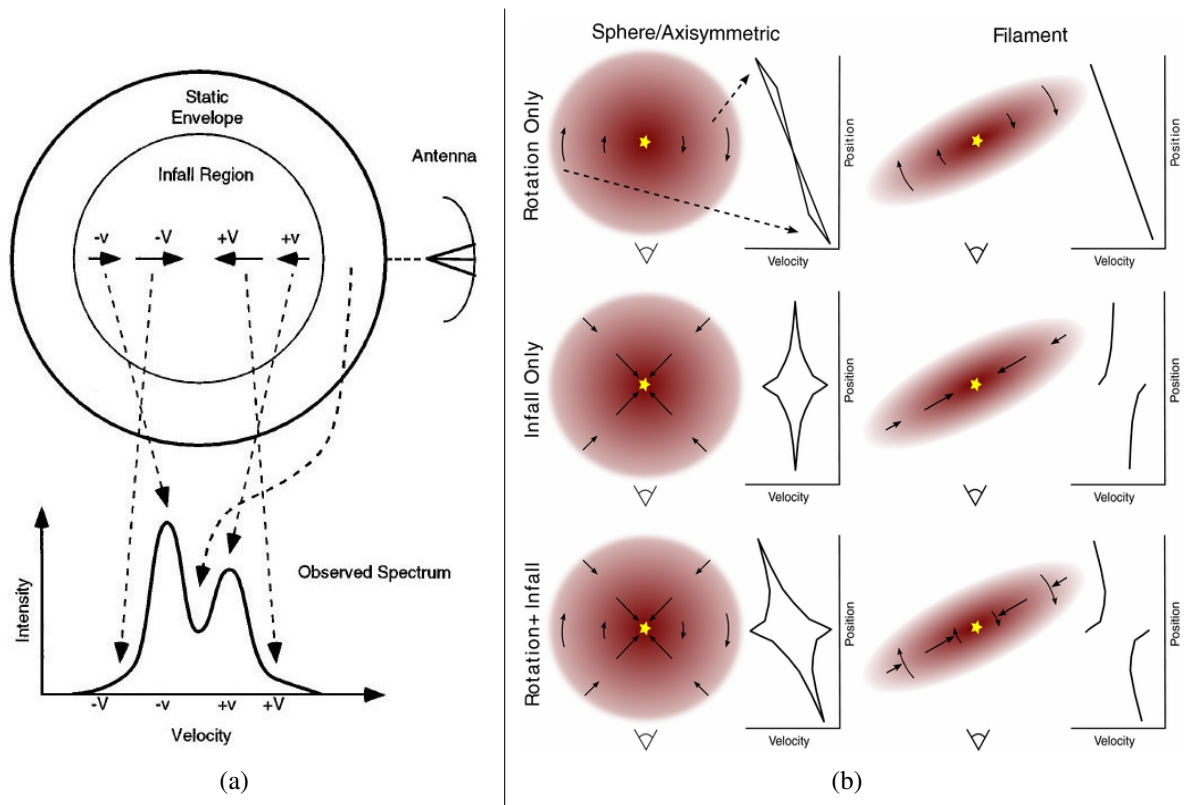 Static
Envelope
Infall Region
-v
-V
+V
+v
Antenna
Observed Spectrum
Intensity
-V
-v
+v
+V
Velocity
(a)
Sphere/Axisymmetric
Filament
Rotation Only
Velocity
Position
Velocity
Position
Infall Only
Velocity
Position
Velocity
Position
Rotation+ Infall
Velocity
Position
Velocity
Position
(b)